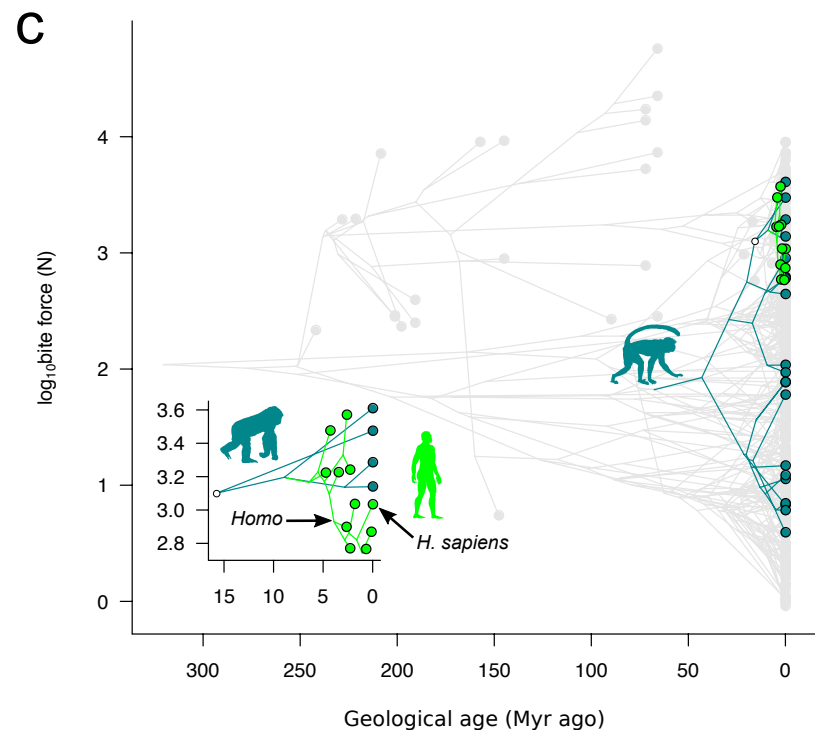 C
log₁₀bite force (N)
4
3
2
1
0
3.6
3.4
3.2
3.0
2.8
Homo
H. sapiens
15 10 5 0
300 250 200 150 100 50 0
Geological age (Myr ago)